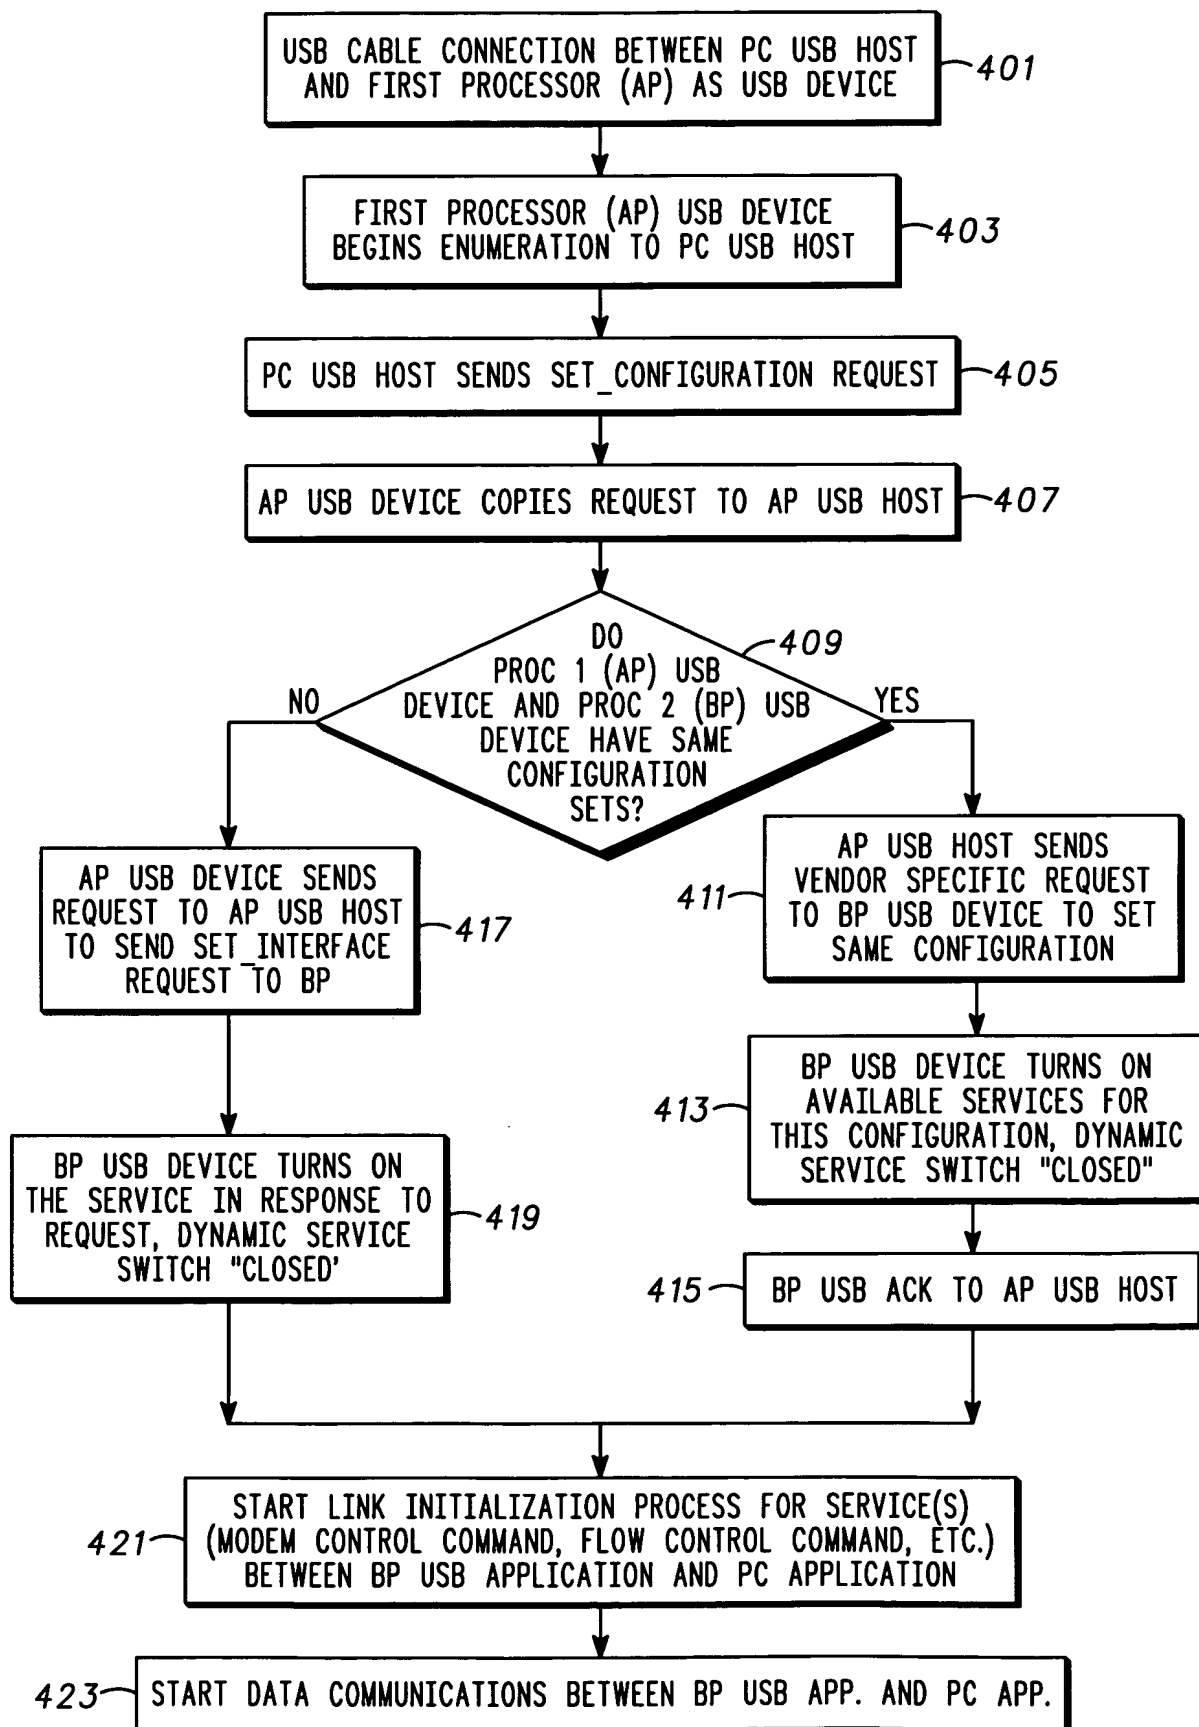 USB CABLE CONNECTION BETWEEN PC USB HOST
AND FIRST PROCESSOR (AP) AS USB DEVICE
401
FIRST PROCESSOR (AP) USB DEVICE
BEGINS ENUMERATION TO PC USB HOST
403
PC USB HOST SENDS SET_CONFIGURATION REQUEST
405
AP USB DEVICE COPIES REQUEST TO AP USB HOST
407
DO
PROC 1 (AP) USB
DEVICE AND PROC 2 (BP) USB
DEVICE HAVE SAME
CONFIGURATION
SETS?
409
NO
YES
AP USB DEVICE SENDS
REQUEST TO AP USB HOST
TO SEND SET_INTERFACE
REQUEST TO BP
417
AP USB HOST SENDS
VENDOR SPECIFIC REQUEST
TO BP USB DEVICE TO SET
SAME CONFIGURATION
411
BP USB DEVICE TURNS ON
AVAILABLE SERVICES FOR
THIS CONFIGURATION, DYNAMIC
SERVICE SWITCH "CLOSED"
413
BP USB DEVICE TURNS ON
THE SERVICE IN RESPONSE TO
REQUEST, DYNAMIC SERVICE
SWITCH "CLOSED'
419
415
BP USB ACK TO AP USB HOST
START LINK INITIALIZATION PROCESS FOR SERVICE(S)
(MODEM CONTROL COMMAND, FLOW CONTROL COMMAND, ETC.)
BETWEEN BP USB APPLICATION AND PC APPLICATION
421
423
START DATA COMMUNICATIONS BETWEEN BP USB APP. AND PC APP.